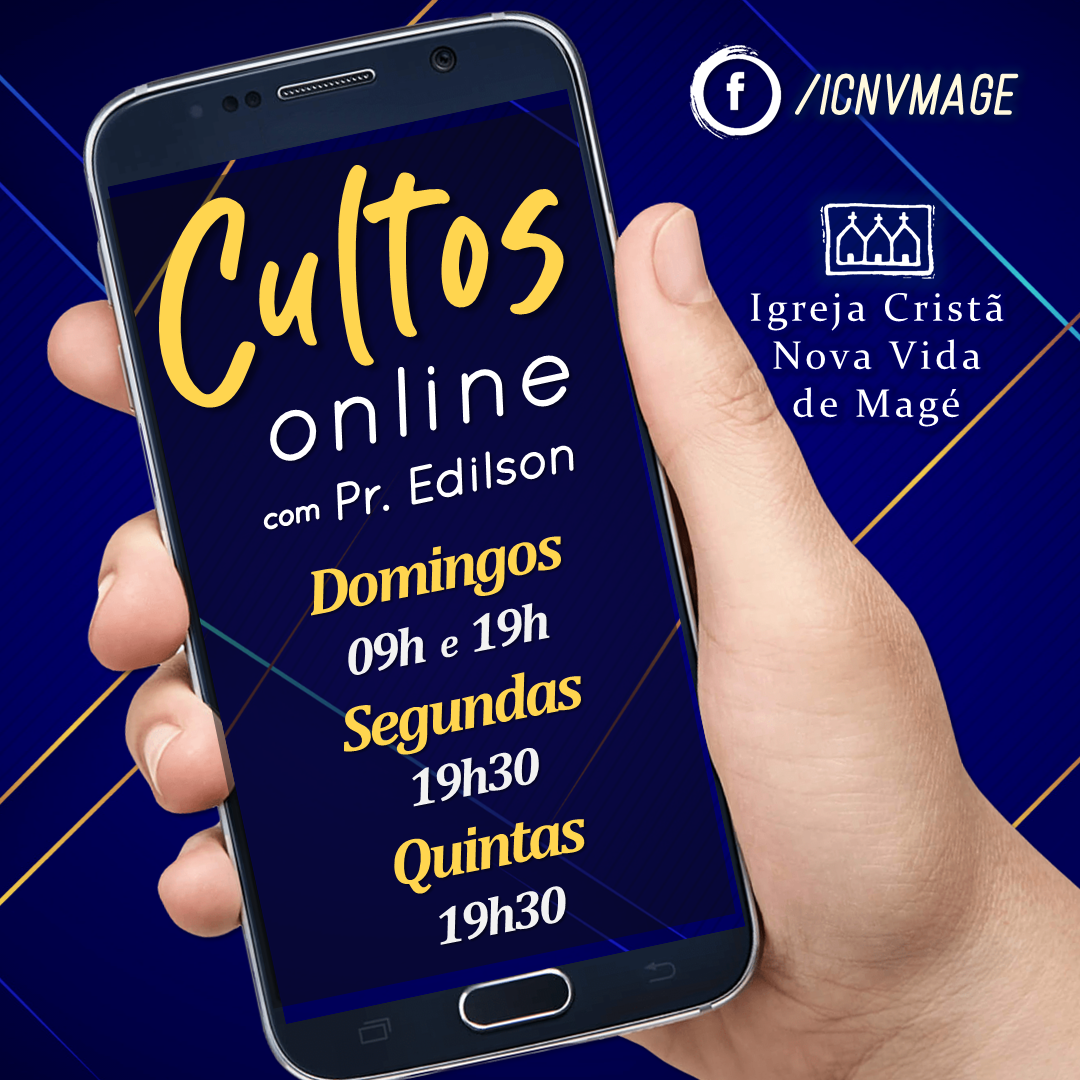 /ICNVMAGE
Igreja Cristã
Nova Vida
de Magé
Cultos
online
com Pr. Edilson
Domingos
09h e 19h
Segundas
19h30
Quintas
19h30